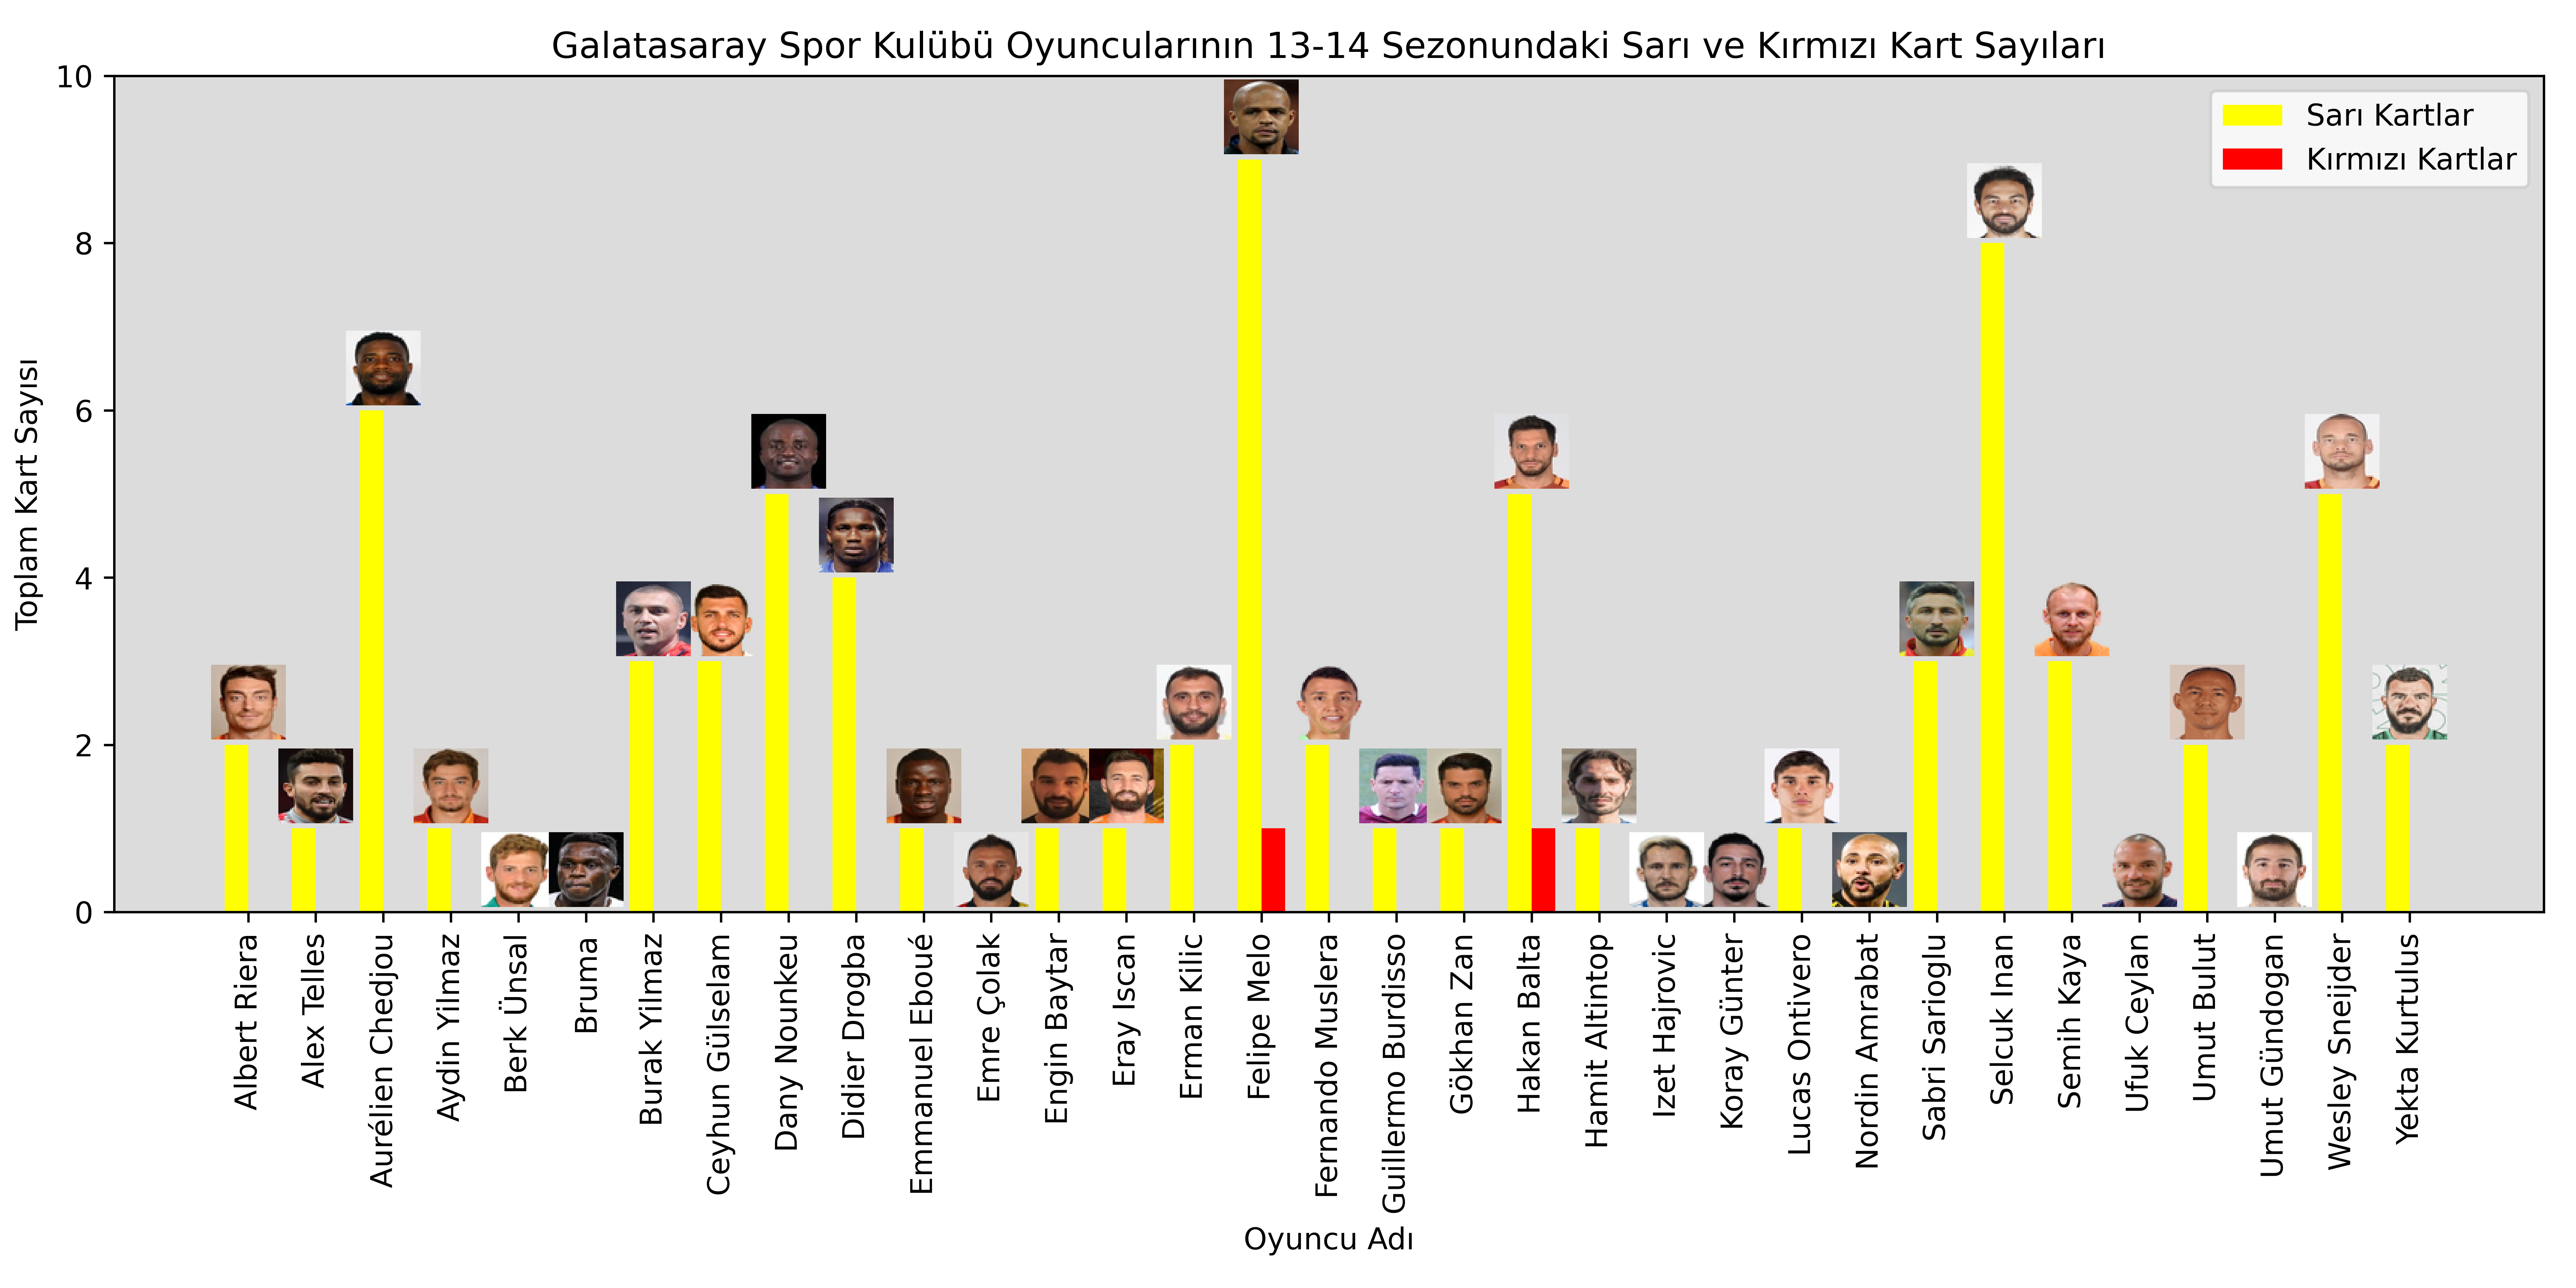 Galatasaray Spor Kulübü Oyuncularının 13-14 Sezonundaki Sarı ve Kırmızı Kart Sayıları
Toplam Kart Sayısı
10
8
6
4
2
0
Sarı Kartlar
Kırmızı Kartlar
Albert Riera
Alex Telles
Aurélien Chedjou
Aydin Yilmaz
Berk Ünsal
Bruma
Burak Yilmaz
Ceyhun Gülselam
Dany Nounkeu
Didier Drogba
Emmanuel Eboué
Emre Çolak
Engin Baytar
Eray Iscan
Erman Kilic
Felipe Melo
Fernando Muslera
Guillermo Burdisso
Gökhan Zan
Hakan Balta
Hamit Altintop
Izet Hajrovic
Koray Günter
Lucas Ontivero
Nordin Amrabat
Sabri Sarioglu
Selcuk Inan
Semih Kaya
Ufuk Ceylan
Umut Bulut
Umut Gündogan
Wesley Sneijder
Yekta Kurtulus
Oyuncu Adı